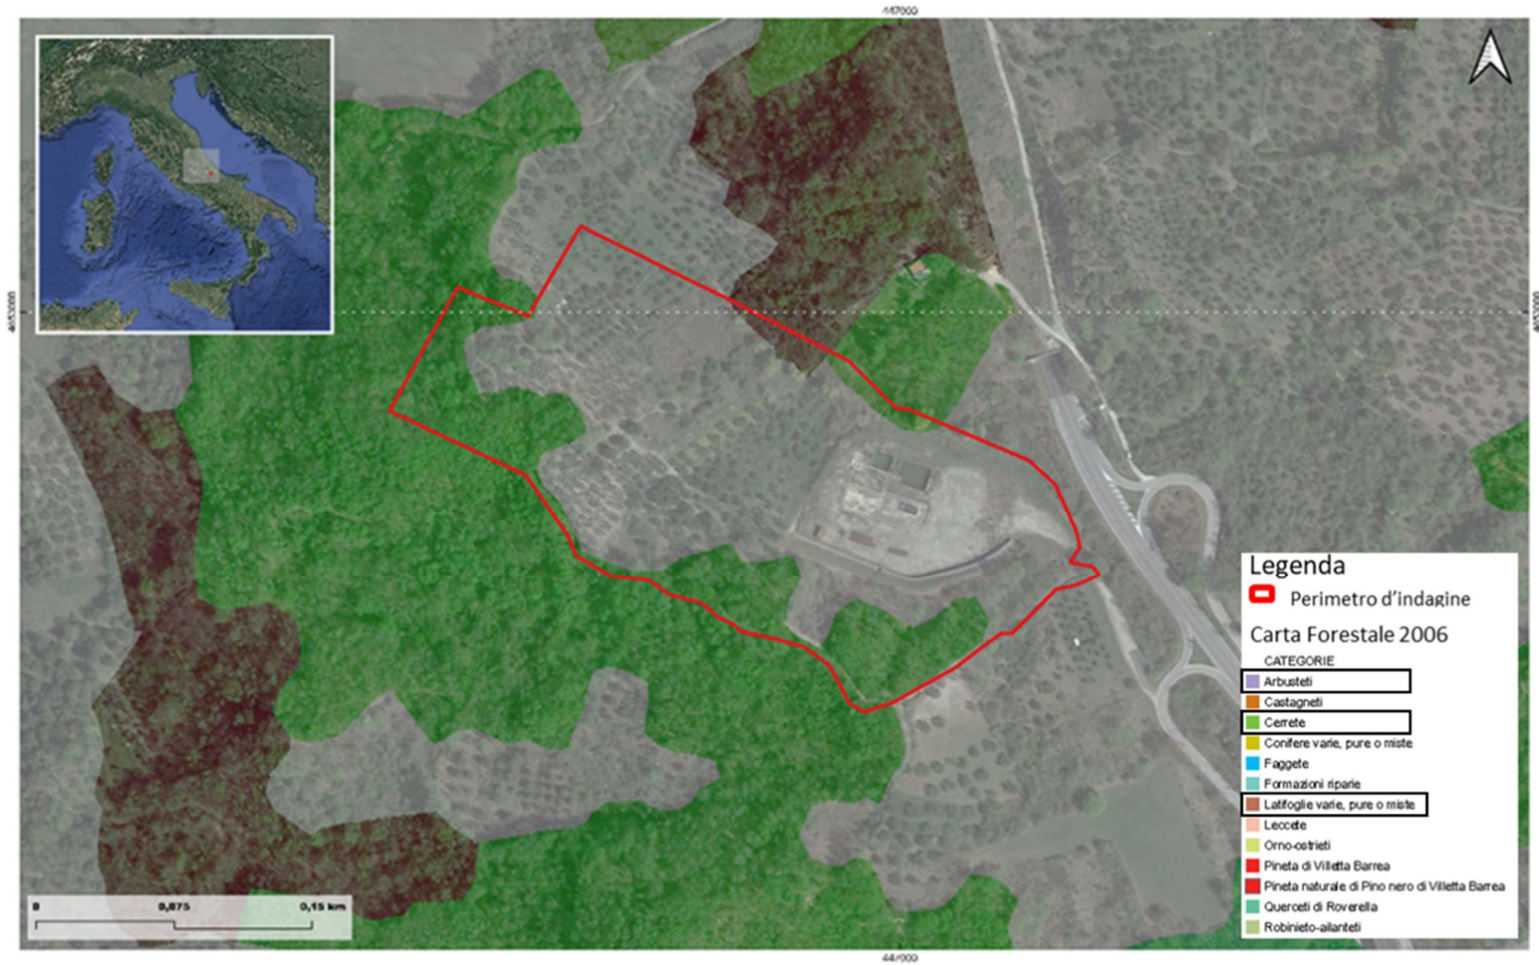 447000
Legenda
Perimetro d'indagine
Carta Forestale 2006
CATEGORIE
Arbusteti
Castagneti
Cerrete
Conifere varie, pure o miste
Faggete
Formazioni riparie
Latifoglie varie, pure o miste
Leccete
Orno-ostrieti
Pineta di Villetta Barrea
Pineta naturale di Pino nero di Villetta Barrea
Querceti di Roverella
Robinieto-ailanteti
0 0,075 0,15 km
447000